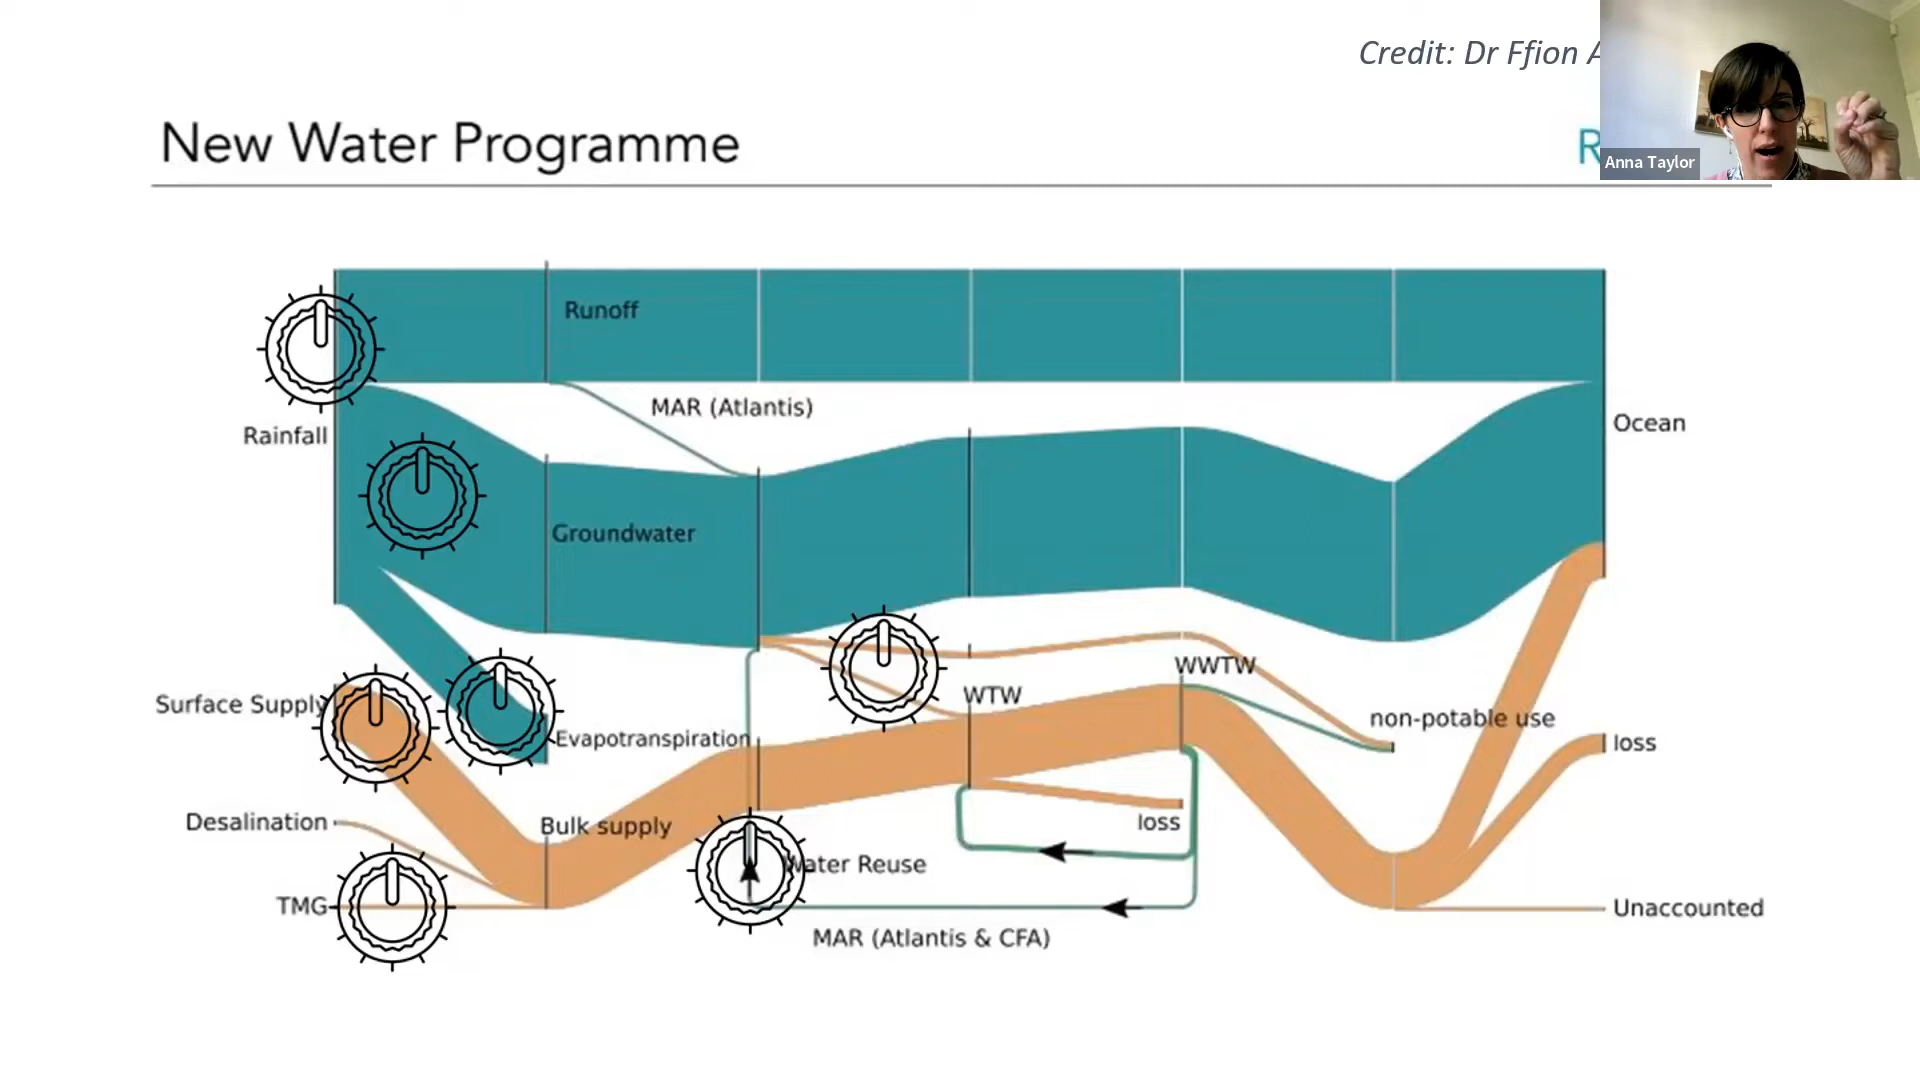 Credit: Dr Ffion
New Water Programme
Anna Taylor
Runoff
MAR (Atlantis)
Rainfall
Ocean
Groundwater
WWTW
WTW
Surface Supply
non-potable use
Evapotranspiration
loss
Desalination
Bulk supply
loss
Water Reuse
TMG
Unaccounted
MAR (Atlantis & CFA)